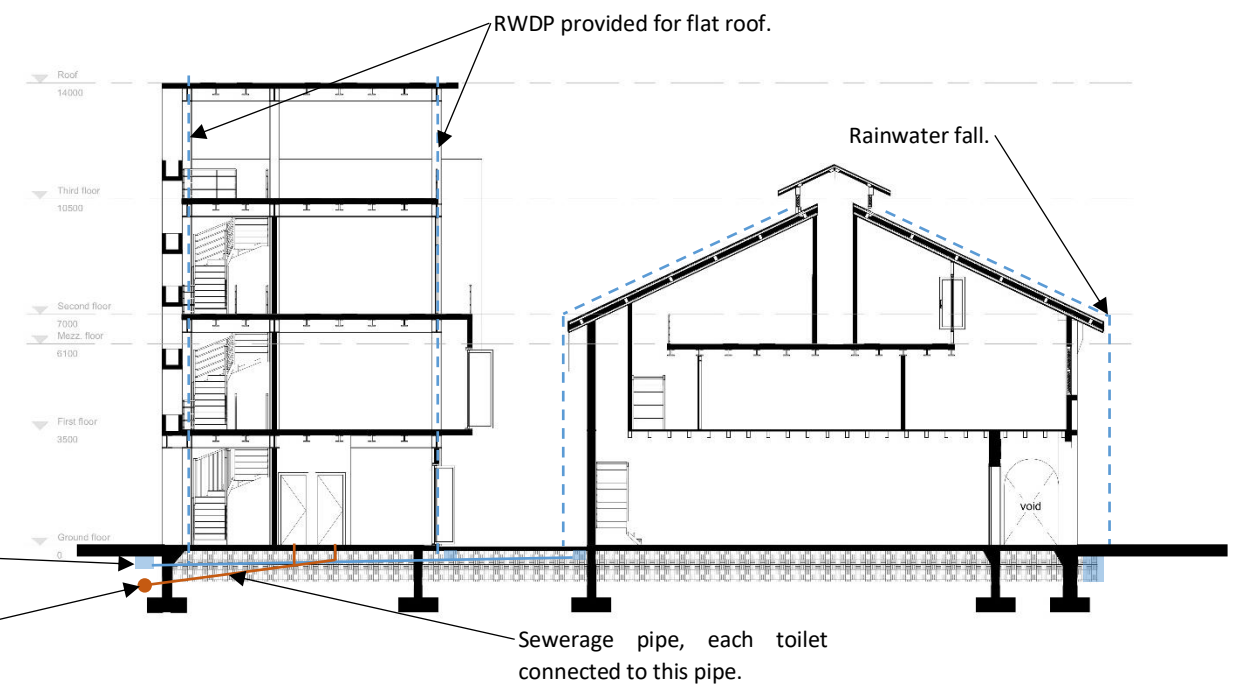 RWDP provided for flat roof.
Roof
14000
Rainwater fall.
Third floor
10500
Second floor
7000
Mezz. floor
6100
First floor
3500
void
Ground floor
0
Sewerage pipe, each toilet
connected to this pipe.